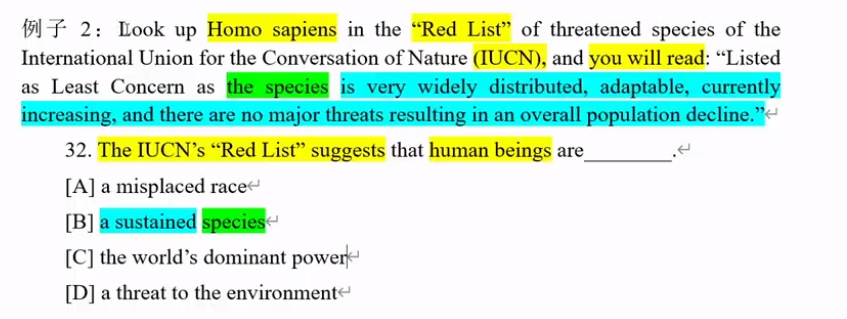 例子 2：Look up Homo sapiens in the “Red List” of threatened species of the
International Union for the Conversation of Nature (IUCN), and you will read: “Listed
as Least Concern as the species is very widely distributed, adaptable, currently
increasing, and there are no major threats resulting in an overall population decline.”
32. The IUCN’s “Red List” suggests that human beings are________.
[A] a misplaced race
[B] a sustained species
[C] the world’s dominant power
[D] a threat to the environment